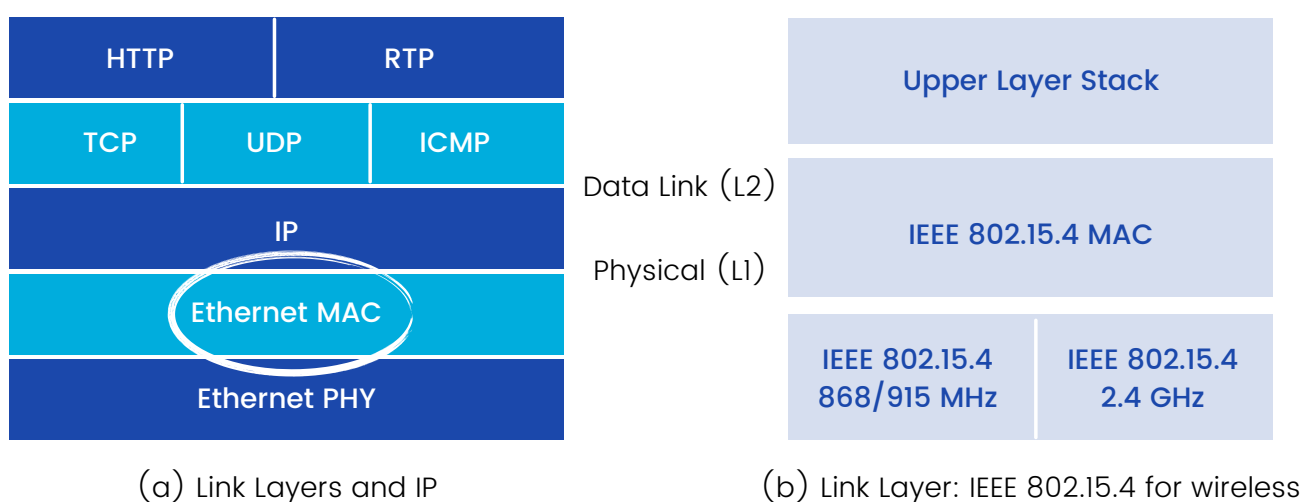 HTTP
RTP
TCP
UDP
ICMP
IP
Ethernet MAC
Ethernet PHY
(a) Link Layers and IP
Data Link (L2)
Physical (L1)
Upper Layer Stack
IEEE 802.15.4 MAC
IEEE 802.15.4
868/915 MHz
IEEE 802.15.4
2.4 GHz
(b) Link Layer: IEEE 802.15.4 for wireless